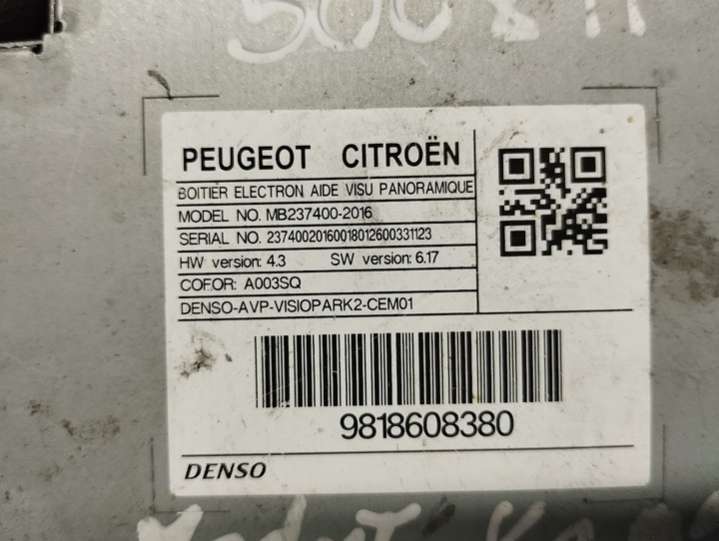 PEUGEOT CITROËN
BOITIER ELECTRON AIDE VISU PANORAMIQUE
MODEL NO. MB237400-2016
SERIAL NO. 23740020160018012600331123
HW version: 4.3 SW version: 6.17
COFOR: A003SQ
DENSO-AVP-VISIOPARK2-CEM01
9818608380
DENSO